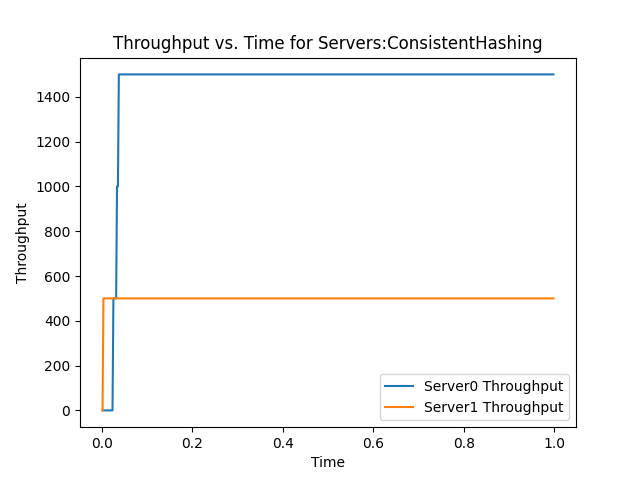 Throughput vs. Time for Servers:ConsistentHashing
Throughput
1400
1200
1000
800
600
400
200
0
0.0 0.2 0.4 0.6 0.8 1.0
Time
Server0 Throughput
Server1 Throughput